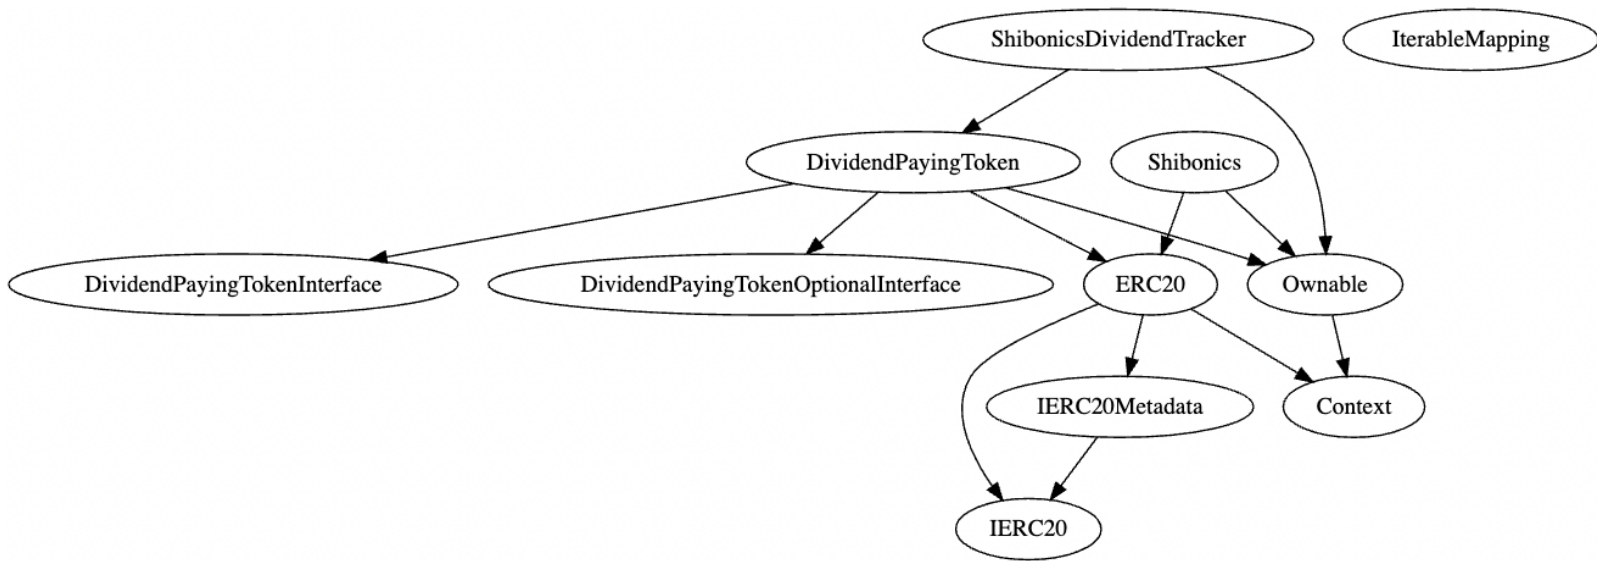 ShibonicsDividendTracker
IterableMapping
DividendPayingToken
Shibonics
DividendPayingTokenInterface
DividendPayingTokenOptionalInterface
ERC20
Ownable
IERC20Metadata
Context
IERC20